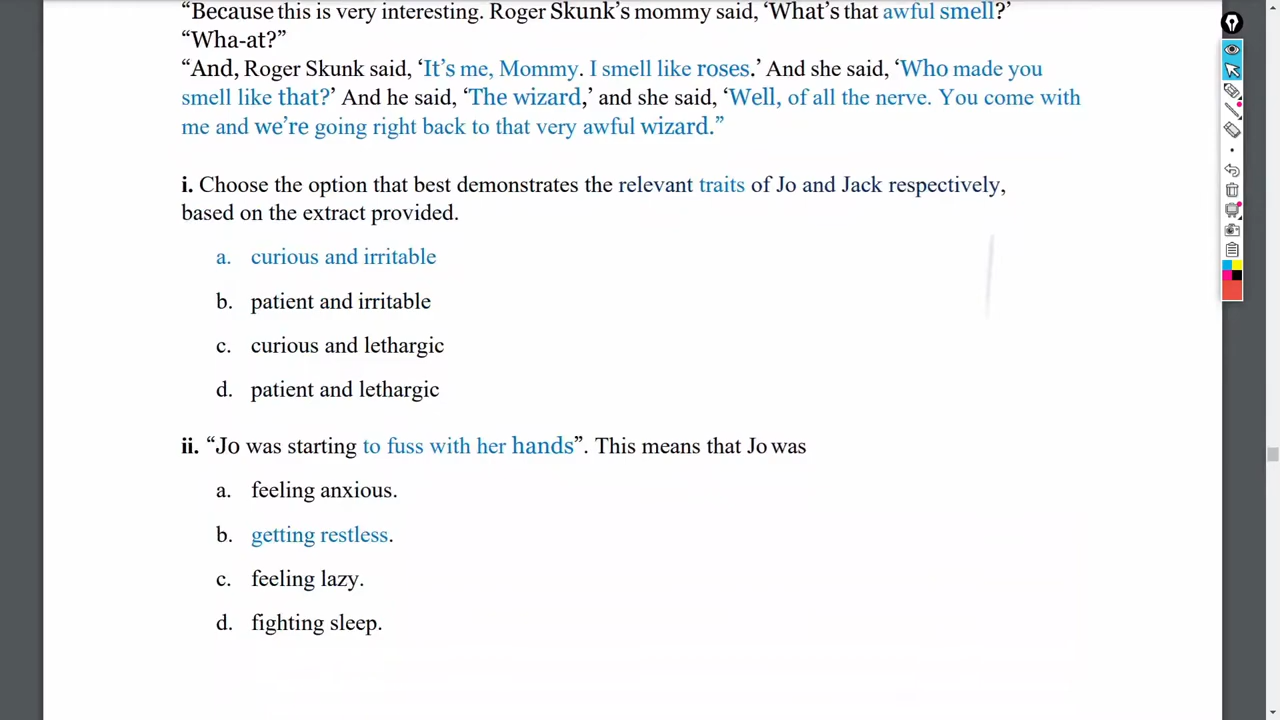 “Because this is very interesting. Roger Skunk’s mommy said, ‘What’s that awful smell?’
“Wha-at?”
“And, Roger Skunk said, ‘It’s me, Mommy. I smell like roses.’ And she said, ‘Who made you
smell like that?’ And he said, ‘The wizard,’ and she said, ‘Well, of all the nerve. You come with
me and we’re going right back to that very awful wizard.”
i. Choose the option that best demonstrates the relevant traits of Jo and Jack respectively,
based on the extract provided.
a. curious and irritable
b. patient and irritable
c. curious and lethargic
d. patient and lethargic
ii. “Jo was starting to fuss with her hands”. This means that Jo was
a. feeling anxious.
b. getting restless.
c. feeling lazy.
d. fighting sleep.